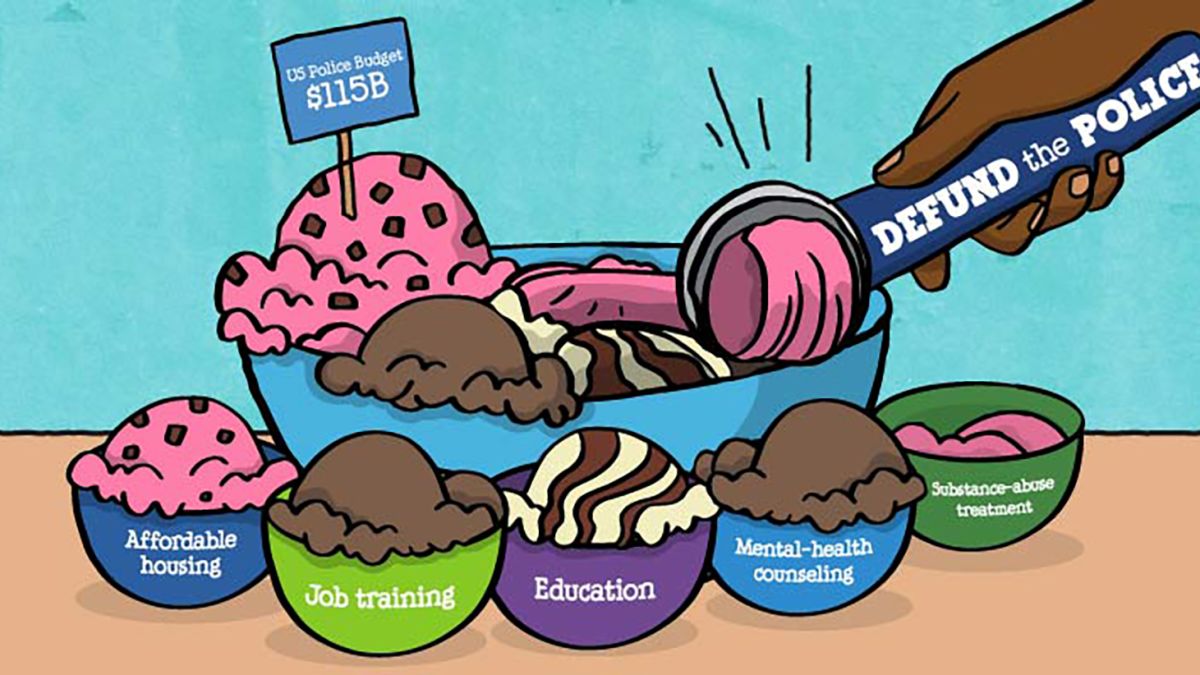 US Police Budget
$115B
DEFUND the POLICE
Affordable
housing
Job training
Education
Mental-health
counseling
Substance-abuse
treatment